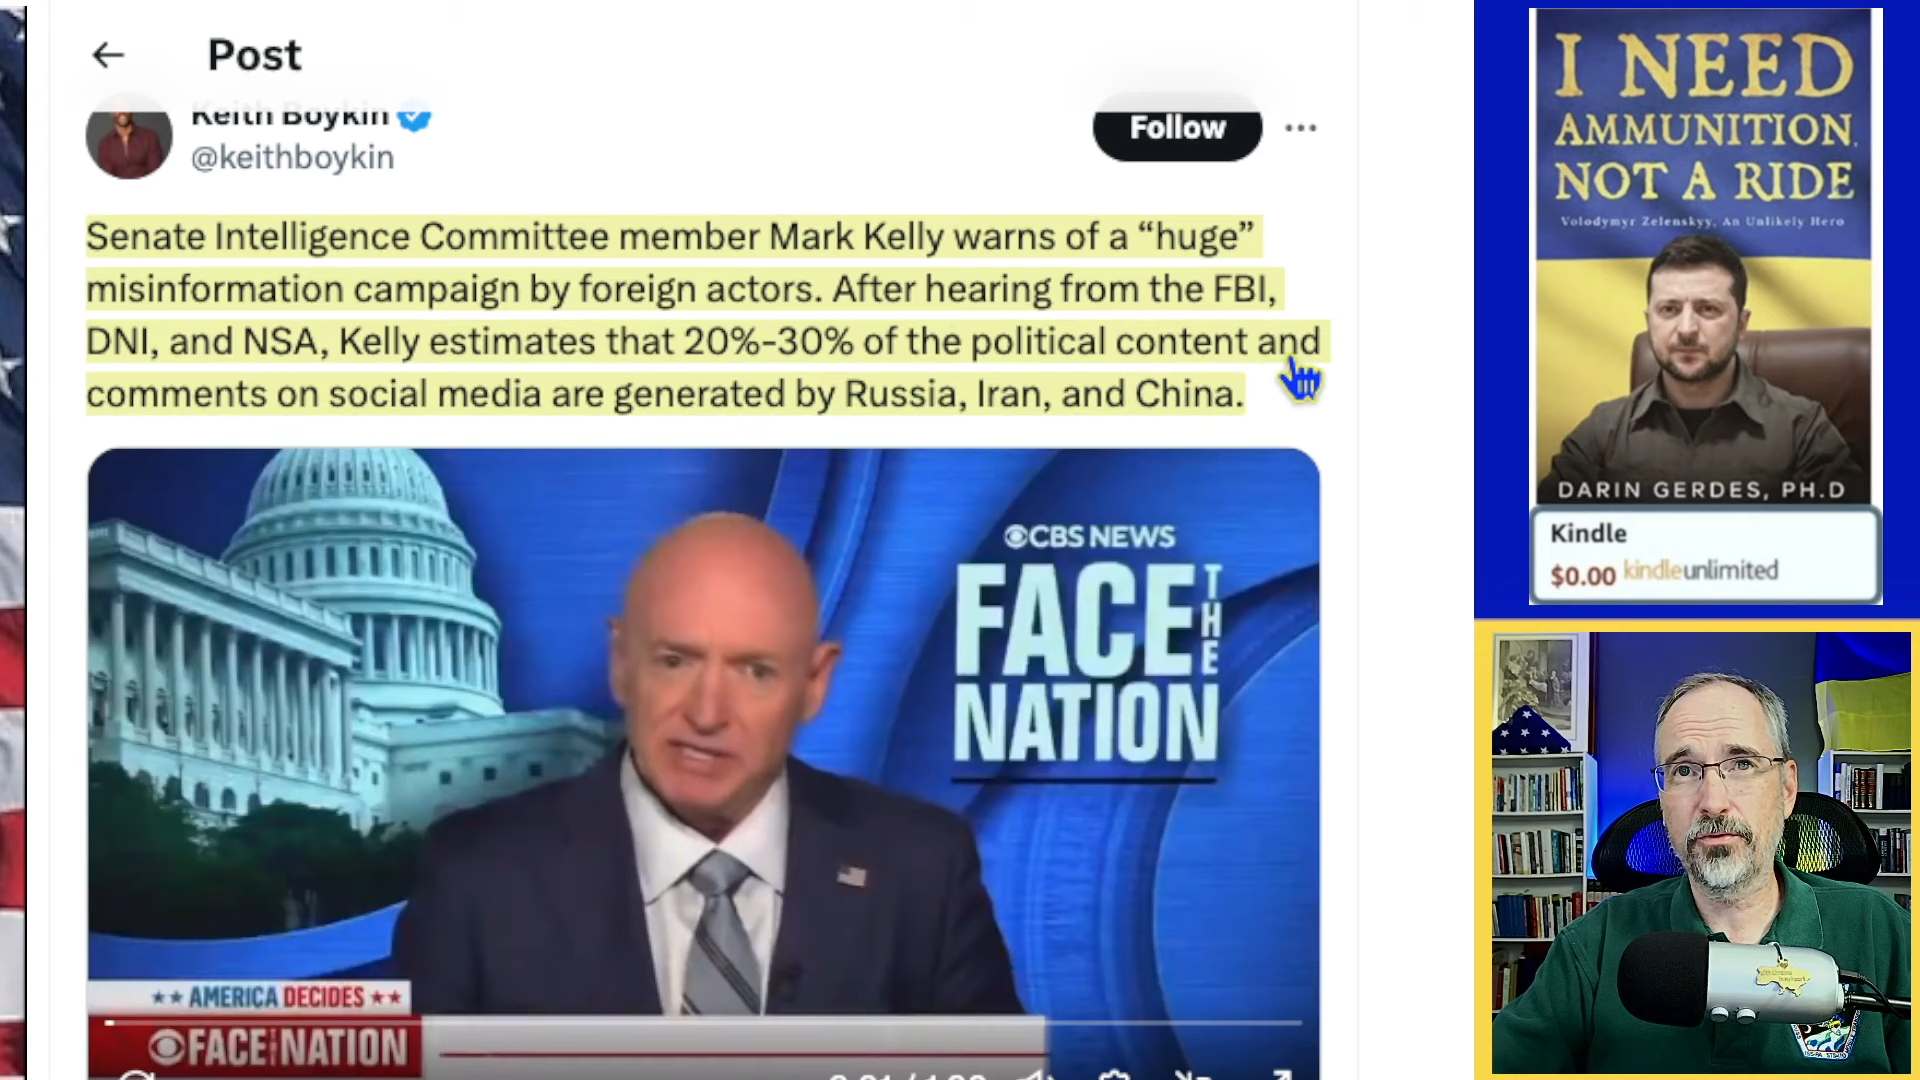 Post
Keith Boykin
@keithboykin
Follow
Senate Intelligence Committee member Mark Kelly warns of a “huge”
misinformation campaign by foreign actors. After hearing from the FBI,
DNI, and NSA, Kelly estimates that 20%-30% of the political content and
comments on social media are generated by Russia, Iran, and China.
CBS NEWS
FACE THE
NATION
AMERICA DECIDES
FACE THE NATION
I NEED
AMMUNITION,
NOT A RIDE
Volodymyr Zelenskyy, An Unlikely Hero
DARIN GERDES, PH.D
Kindle
$0.00 kindleunlimited